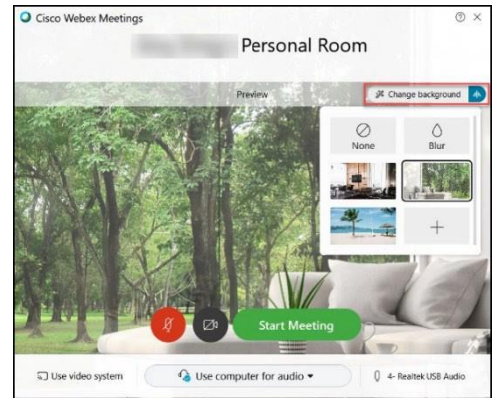 Cisco Webex Meetings
Personal Room
Preview
Change background
None
Blur
Start Meeting
Use video system
Use computer for audio
4- Realtek USB Audio